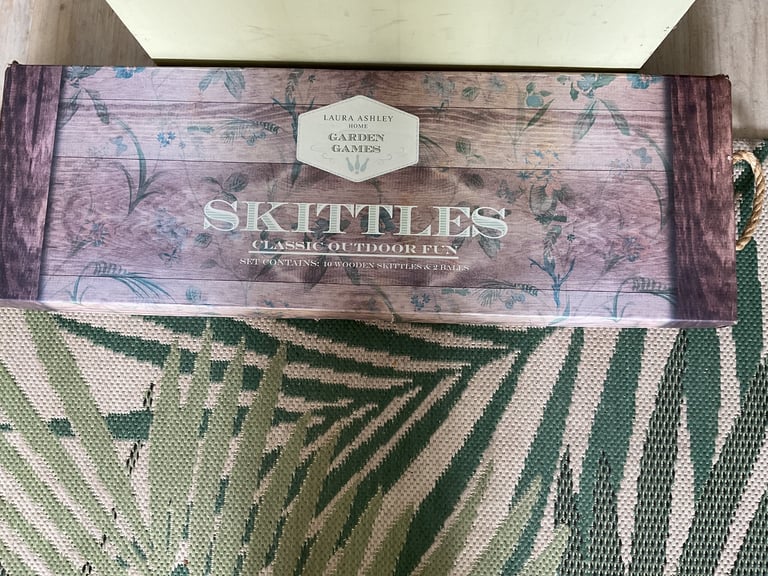 LAURA ASHLEY
HOME
GARDEN
GAMES
SKITTLES
CLASSIC OUTDOOR FUN
SET CONTAINS: 10 WOODEN SKITTLES & 2 BALLS